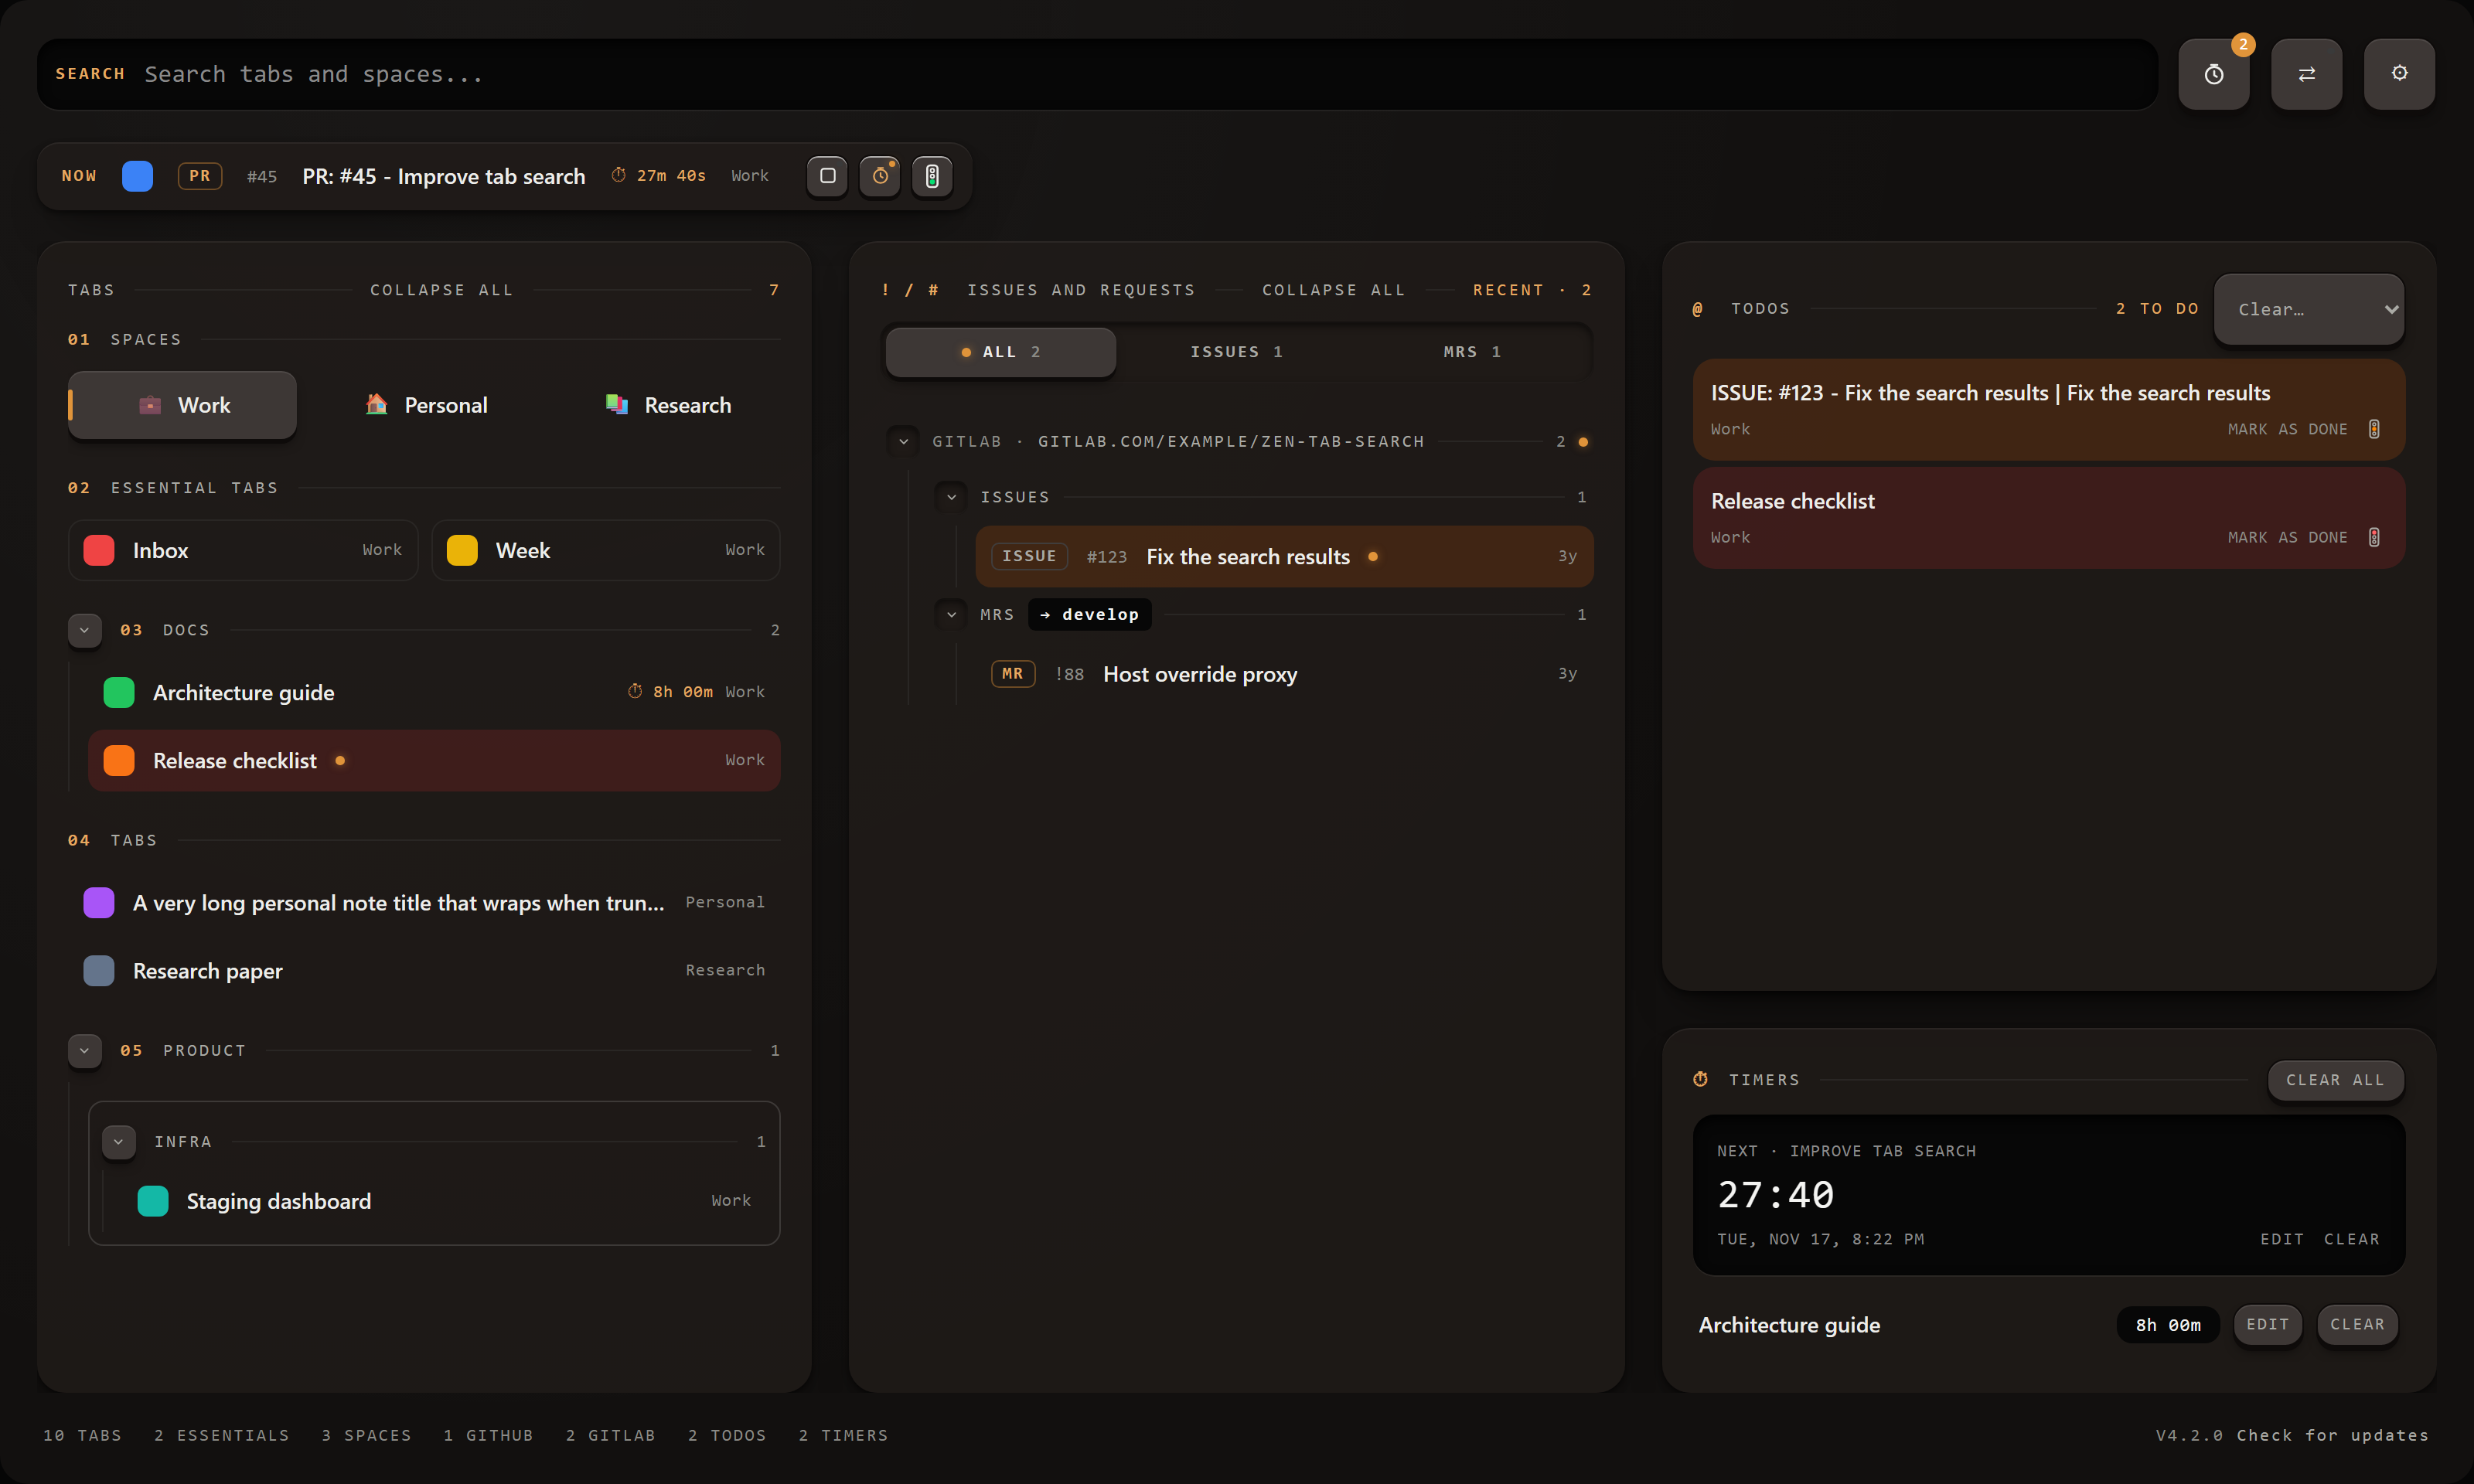 SEARCH Search tabs and spaces...
2
NOW PR #45 PR: #45 - Improve tab search 27m 40s Work
TABS COLLAPSE ALL 7
01 SPACES
Work Personal Research
02 ESSENTIAL TABS
Inbox Work Week Work
03 DOCS 2
Architecture guide 8h 00m Work
Release checklist Work
04 TABS
A very long personal note title that wraps when trun... Personal
Research paper Research
05 PRODUCT 1
INFRA 1
Staging dashboard Work
! / # ISSUES AND REQUESTS COLLAPSE ALL RECENT · 2
ALL 2 ISSUES 1 MRS 1
GITLAB · GITLAB.COM/EXAMPLE/ZEN-TAB-SEARCH 2
ISSUES 1
ISSUE #123 Fix the search results 3y
MRS → develop 1
MR !88 Host override proxy 3y
@ TODOS 2 TO DO Clear…
ISSUE: #123 - Fix the search results | Fix the search results
Work MARK AS DONE
Release checklist
Work MARK AS DONE
TIMERS CLEAR ALL
NEXT · IMPROVE TAB SEARCH
27:40
TUE, NOV 17, 8:22 PM EDIT CLEAR
Architecture guide 8h 00m EDIT CLEAR
10 TABS 2 ESSENTIALS 3 SPACES 1 GITHUB 2 GITLAB 2 TODOS 2 TIMERS
V4.2.0 Check for updates